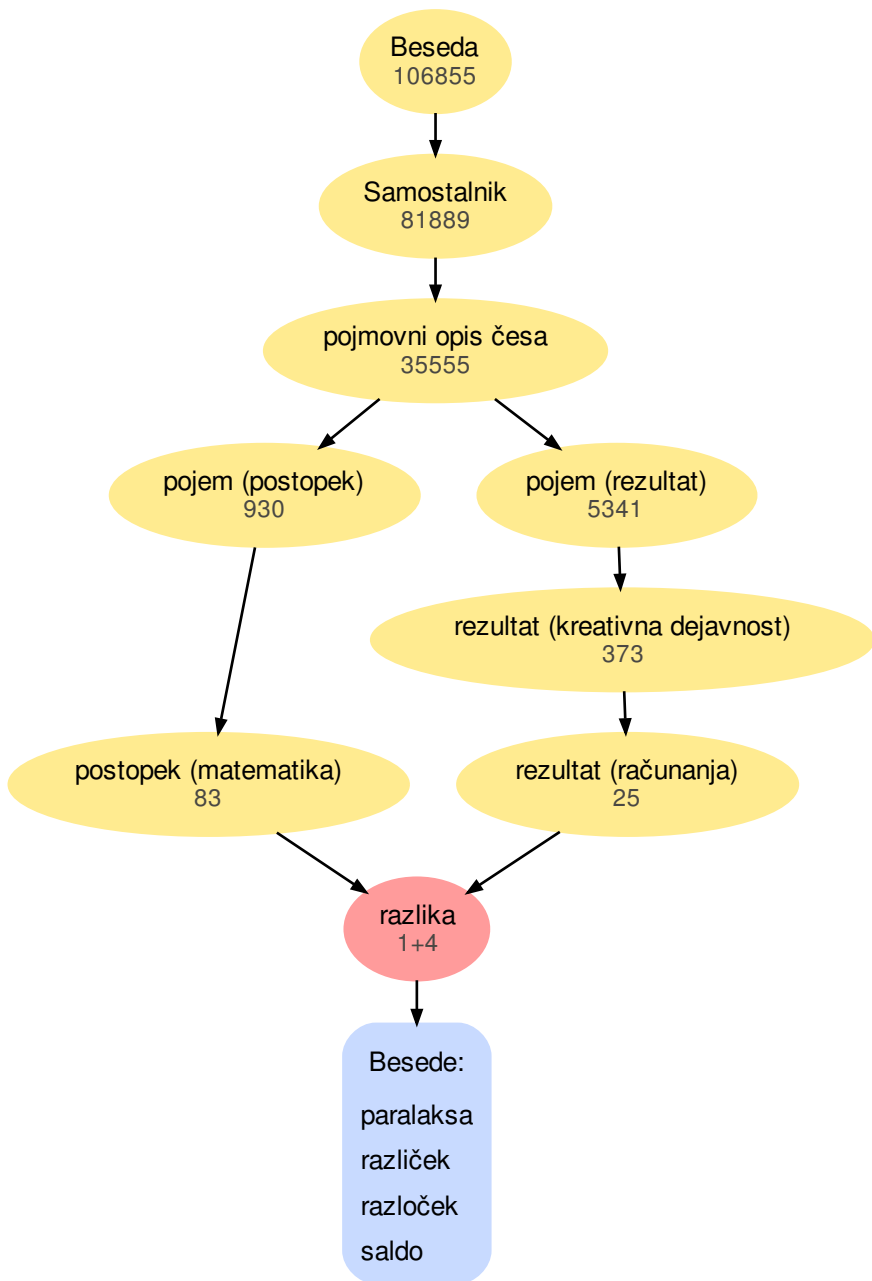 Beseda
106855
Samostalnik
81889
pojmovni opis česa
35555
pojem (postopek)
930
pojem (rezultat)
5341
rezultat (kreativna dejavnost)
373
postopek (matematika)
83
rezultat (računanja)
25
razlika
1+4
Besede:
paralaksa
različek
razloček
saldo